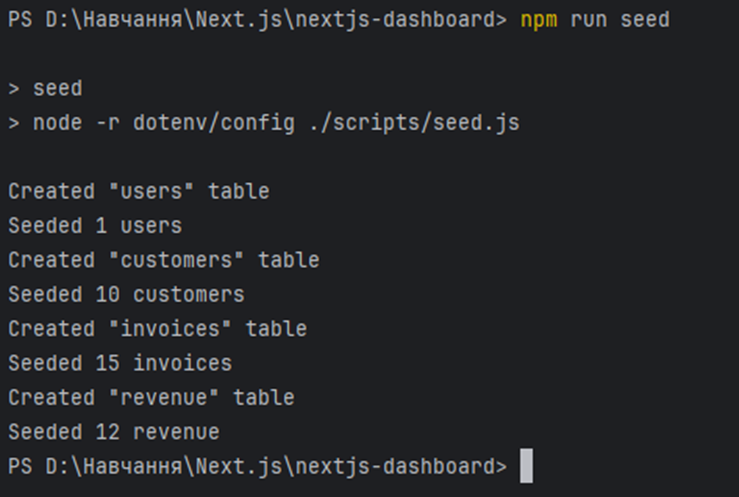 PS D:\Навчання\Next.js\nextjs-dashboard> npm run seed
> seed
> node -r dotenv/config ./scripts/seed.js
Created "users" table
Seeded 1 users
Created "customers" table
Seeded 10 customers
Created "invoices" table
Seeded 15 invoices
Created "revenue" table
Seeded 12 revenue
PS D:\Навчання\Next.js\nextjs-dashboard>